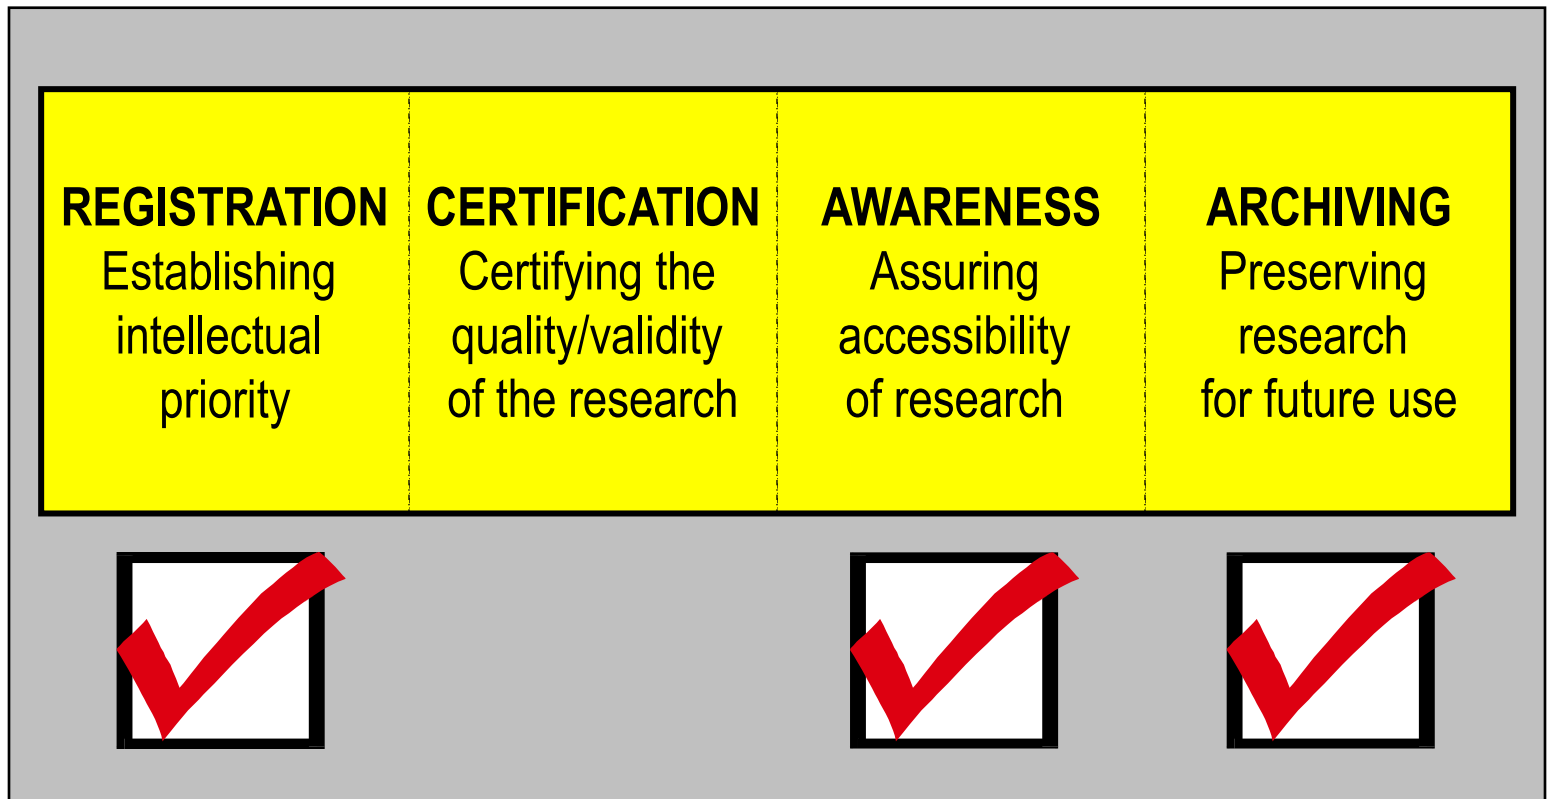 REGISTRATION
Establishing
intellectual
priority
CERTIFICATION
Certifying the
quality/validity
of the research
AWARENESS
Assuring
accessibility
of research
ARCHIVING
Preserving
research
for future use